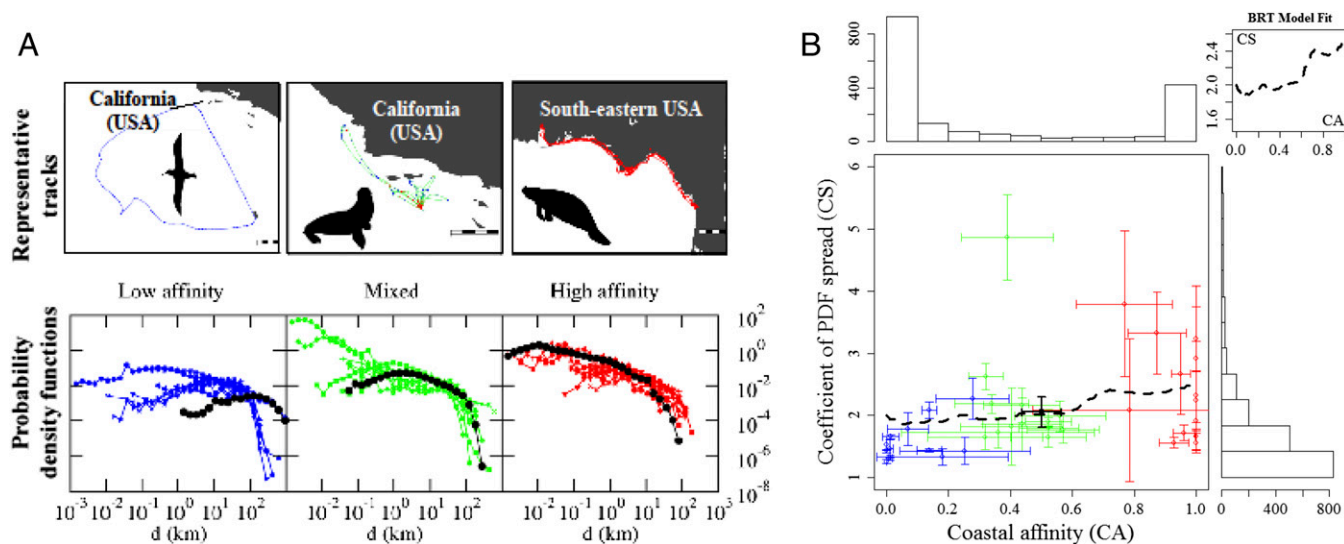 A
Representative
tracks
California
(USA)
California
(USA)
South-eastern USA
Low affinity
Mixed
High affinity
Probability
density functions
10^2
10^0
10^-2
10^-4
10^-6
10^-8
10^-3 10^-2 10^-1 10^0 10^1 10^2
10^-2 10^-1 10^0 10^1 10^2
10^-2 10^-1 10^0 10^1 10^2 10^3
d (km)
d (km)
d (km)
B
800
400
0
BRT Model Fit
CS
2.4
2.0
1.6
CA
0.0 0.4 0.8
Coefficient of PDF spread (CS)
6
5
4
3
2
1
0.0 0.2 0.4 0.6 0.8 1.0
Coastal affinity (CA)
0 400 800